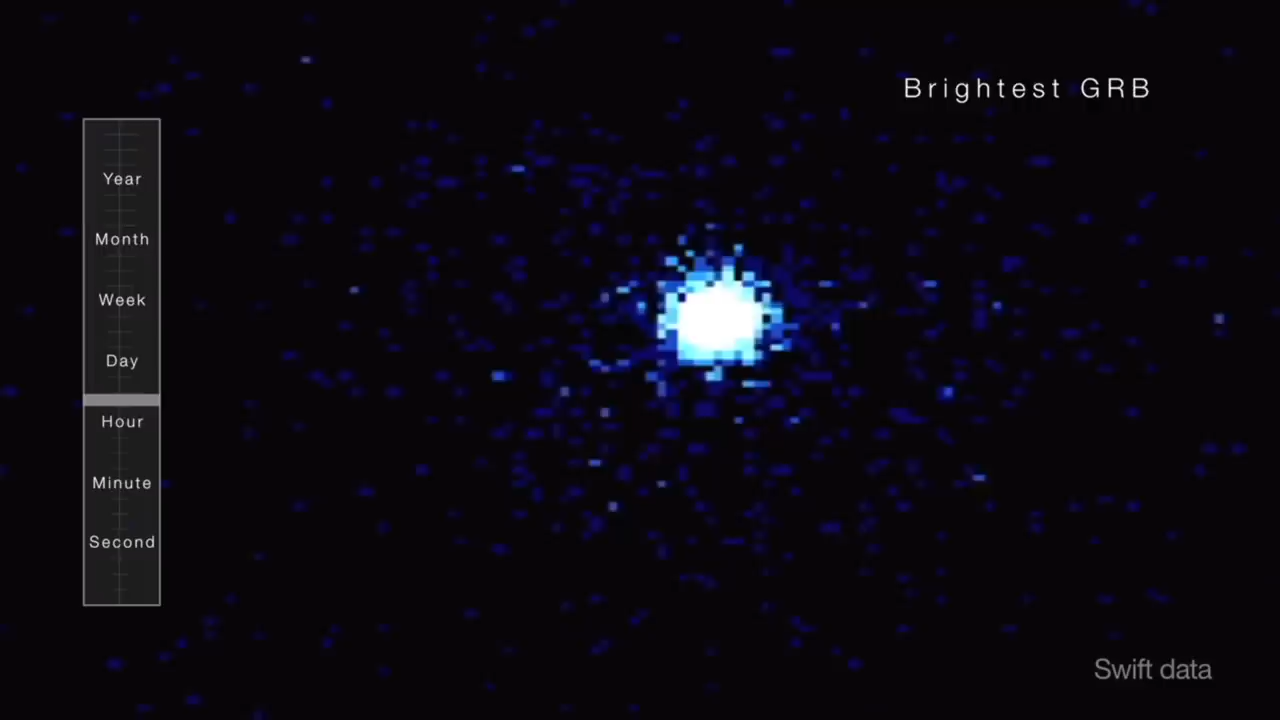 Brightest GRB
Year
Month
Week
Day
Hour
Minute
Second
Swift data